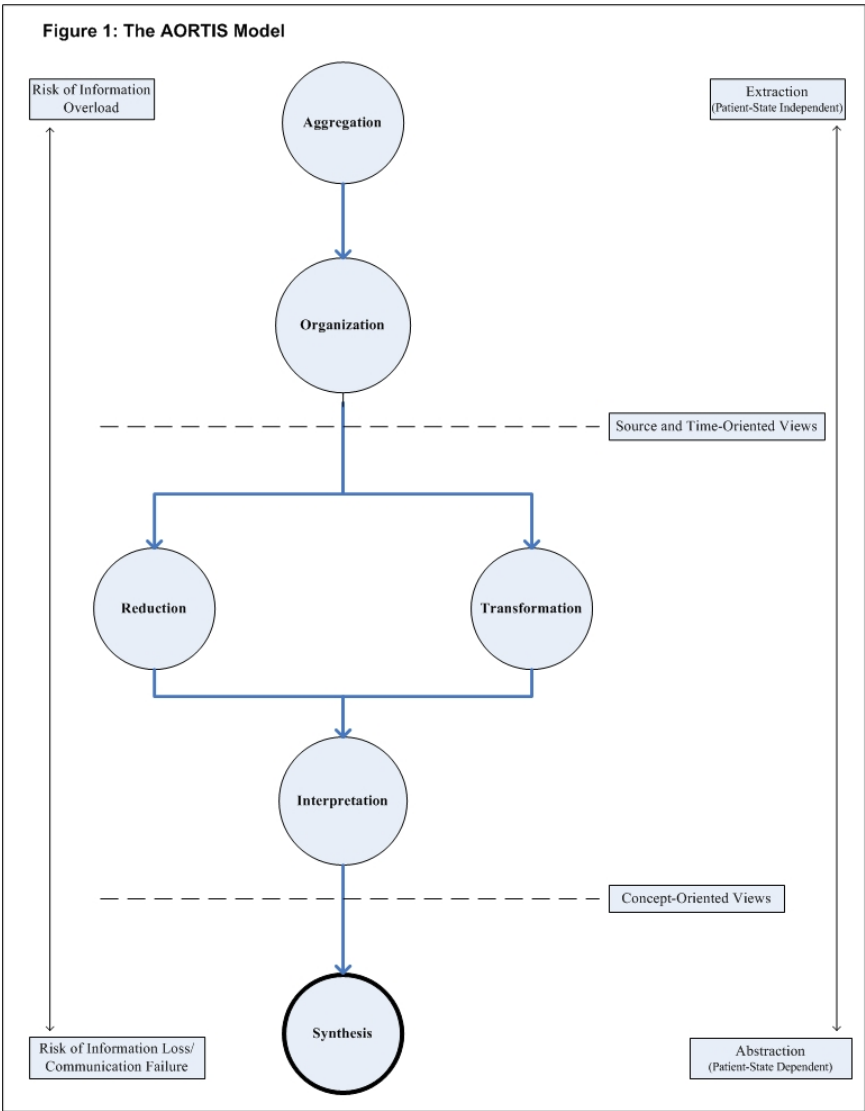 Figure 1: The AORTIS Model
Risk of Information
Overload
Aggregation
Extraction
(Patient-State Independent)
Organization
Source and Time-Oriented Views
Reduction
Transformation
Interpretation
Concept-Oriented Views
Synthesis
Risk of Information Loss/
Communication Failure
Abstraction
(Patient-State Dependent)